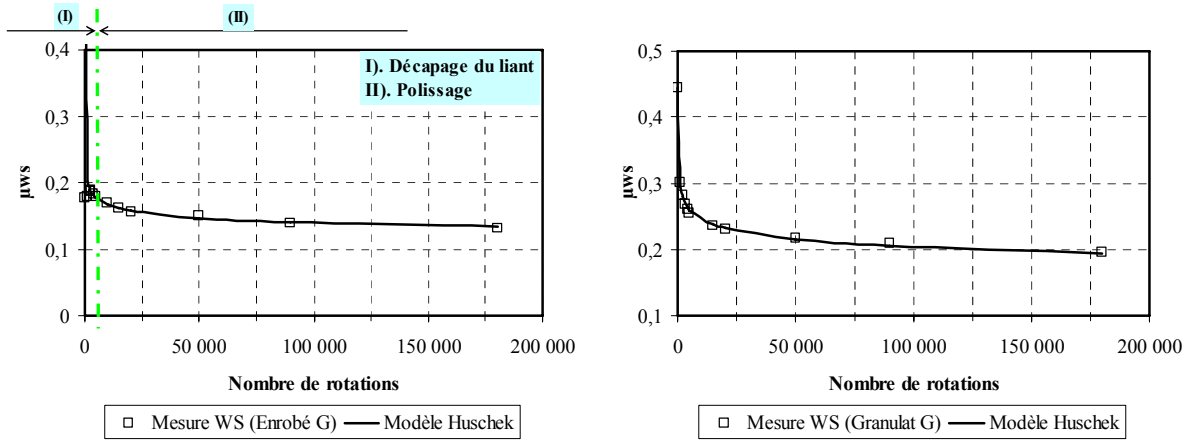 (I)
(II)
0,4
0,3
0,2
0,1
0
µws
I). Décapage du liant
II). Polissage
0
50 000
100 000
150 000
200 000
Nombre de rotations
Mesure WS (Enrobé G)
Modèle Huschek
0,5
0,4
0,3
0,2
0,1
µws
0
50 000
100 000
150 000
200 000
Nombre de rotations
Mesure WS (Granulat G)
Modèle Huschek